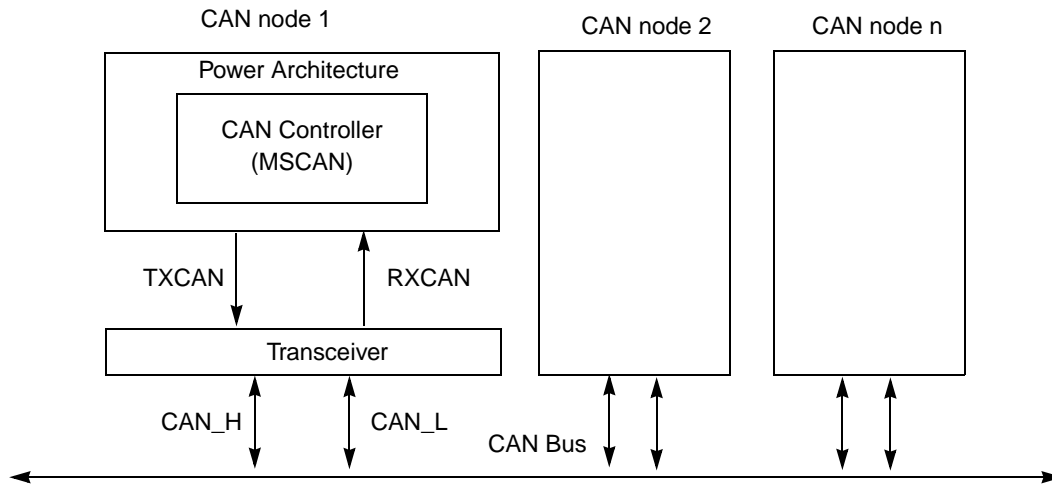 CAN node 1
CAN node 2
CAN node n
Power Architecture
CAN Controller
(MSCAN)
TXCAN
RXCAN
Transceiver
CAN_H
CAN_L
CAN Bus